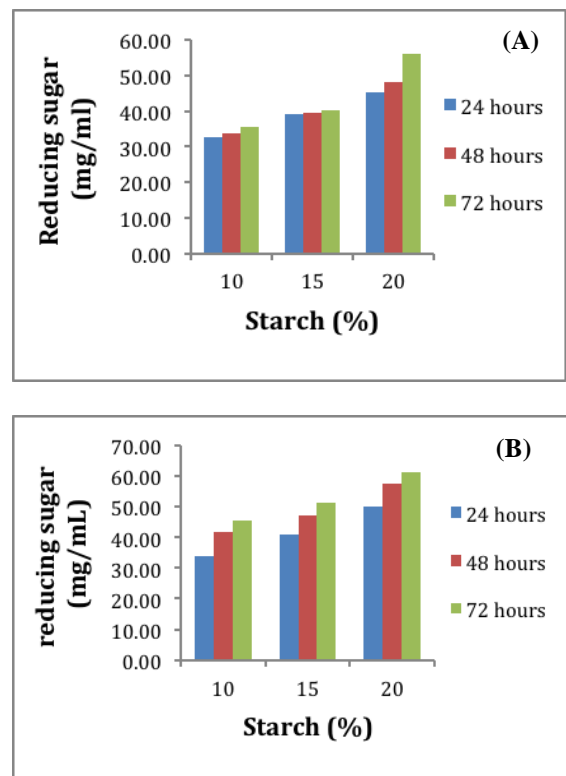 (A)
Reducing sugar
(mg/ml)
60.00
50.00
40.00
30.00
20.00
10.00
0.00
10 15 20
Starch (%)
24 hours
48 hours
72 hours
(B)
reducing sugar
(mg/mL)
70.00
60.00
50.00
40.00
30.00
20.00
10.00
0.00
10 15 20
Starch (%)
24 hours
48 hours
72 hours